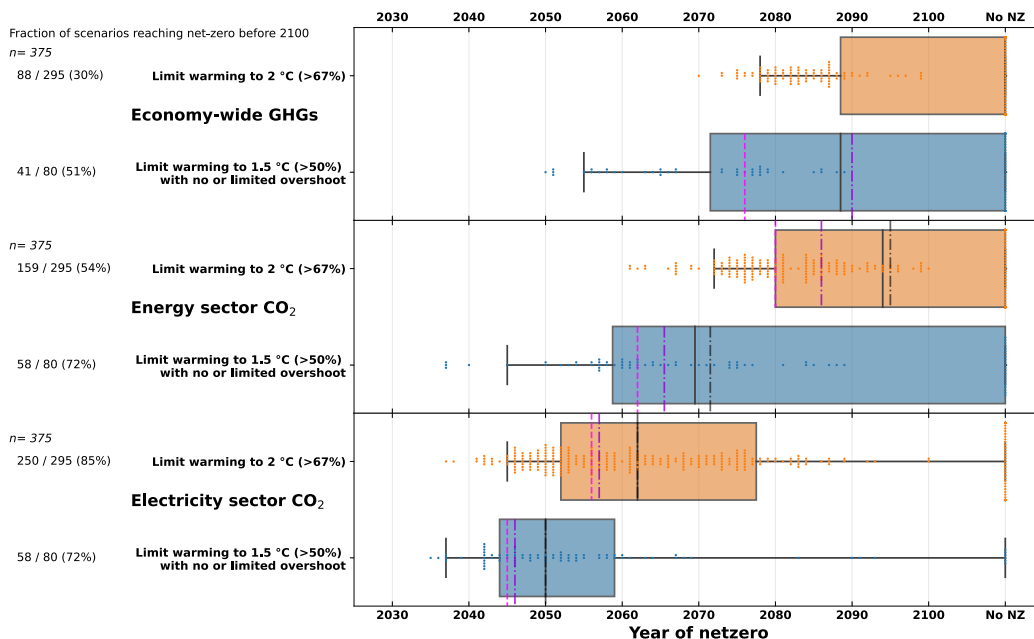 2030 2040 2050 2060 2070 2080 2090 2100 No NZ
Fraction of scenarios reaching net-zero before 2100
n= 375
88 / 295 (30%) Limit warming to 2 °C (>67%)
Economy-wide GHGs
41 / 80 (51%) Limit warming to 1.5 °C (>50%)
with no or limited overshoot
n= 375
159 / 295 (54%) Limit warming to 2 °C (>67%)
Energy sector CO₂
58 / 80 (72%) Limit warming to 1.5 °C (>50%)
with no or limited overshoot
n= 375
250 / 295 (85%) Limit warming to 2 °C (>67%)
Electricity sector CO₂
58 / 80 (72%) Limit warming to 1.5 °C (>50%)
with no or limited overshoot
2030 2040 2050 2060 2070 2080 2090 2100 No NZ
Year of netzero